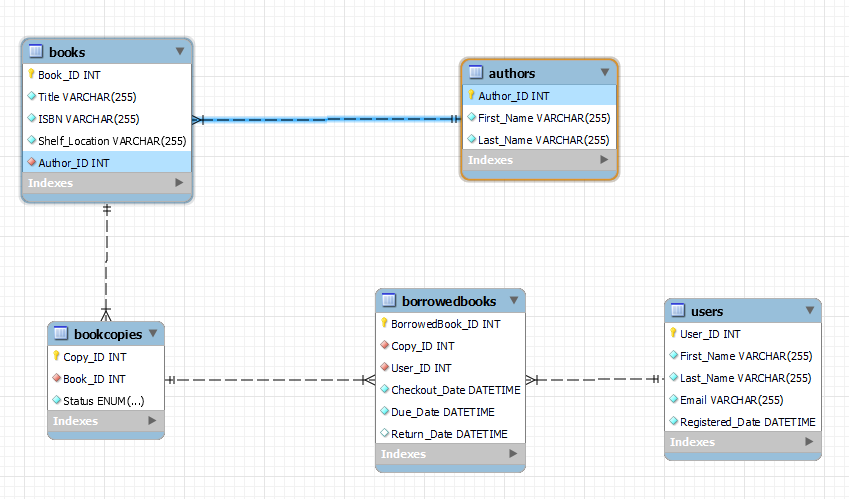 books
Book_ID INT
Title VARCHAR(255)
ISBN VARCHAR(255)
Shelf_Location VARCHAR(255)
Author_ID INT
Indexes
authors
Author_ID INT
First_Name VARCHAR(255)
Last_Name VARCHAR(255)
Indexes
bookcopies
Copy_ID INT
Book_ID INT
Status ENUM(...)
Indexes
borrowedbooks
BorrowedBook_ID INT
Copy_ID INT
User_ID INT
Checkout_Date DATETIME
Due_Date DATETIME
Return_Date DATETIME
Indexes
users
User_ID INT
First_Name VARCHAR(255)
Last_Name VARCHAR(255)
Email VARCHAR(255)
Registered_Date DATETIME
Indexes